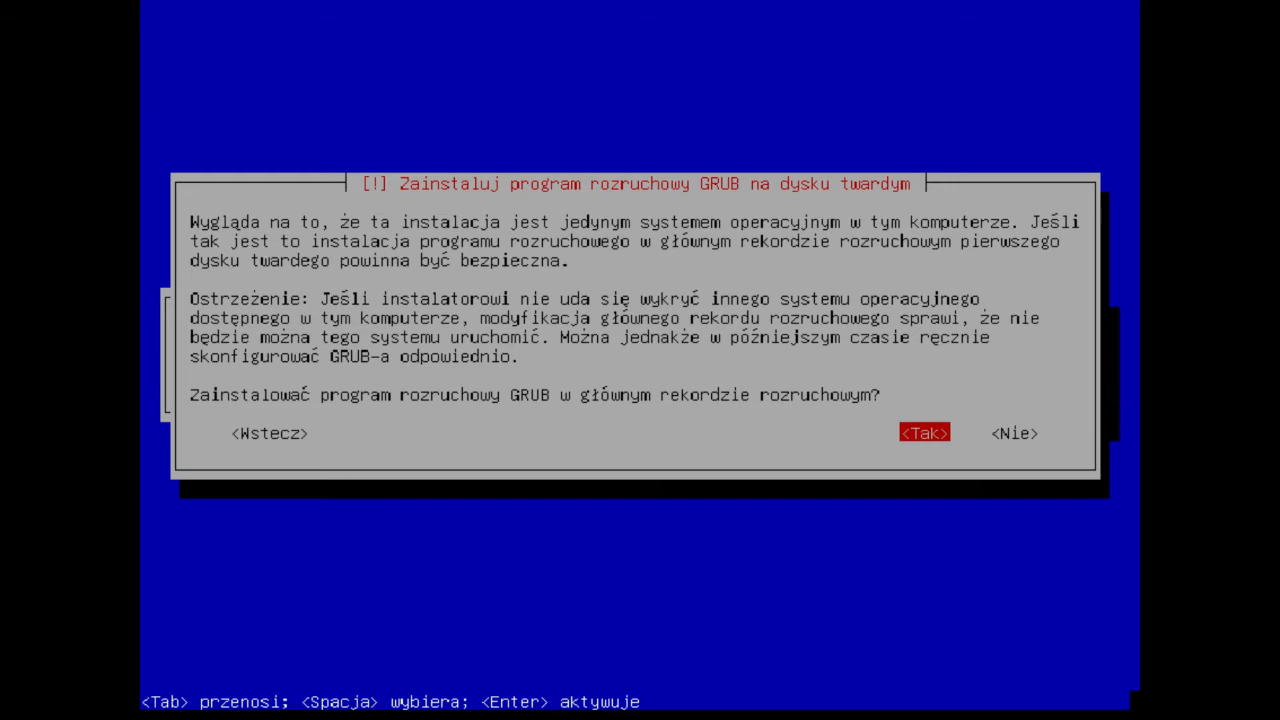 [!] Zainstaluj program rozruchowy GRUB na dysku twardym
Wygląda na to, że ta instalacja jest jedynym systemem operacyjnym w tym komputerze. Jeśli
tak jest to instalacja programu rozruchowego w głównym rekordzie rozruchowym pierwszego
dysku twardego powinna być bezpieczna.
Ostrzeżenie: Jeśli instalatorowi nie uda się wykryć innego systemu operacyjnego
dostępnego w tym komputerze, modyfikacja głównego rekordu rozruchowego sprawi, że nie
będzie można tego systemu uruchomić. Można jednakże w późniejszym czasie ręcznie
skonfigurować GRUB-a odpowiednio.
Zainstalować program rozruchowy GRUB w głównym rekordzie rozruchowym?
<Wstecz> <Tak> <Nie>
<Tab> przenosi; <Spacja> wybiera; <Enter> aktywuje